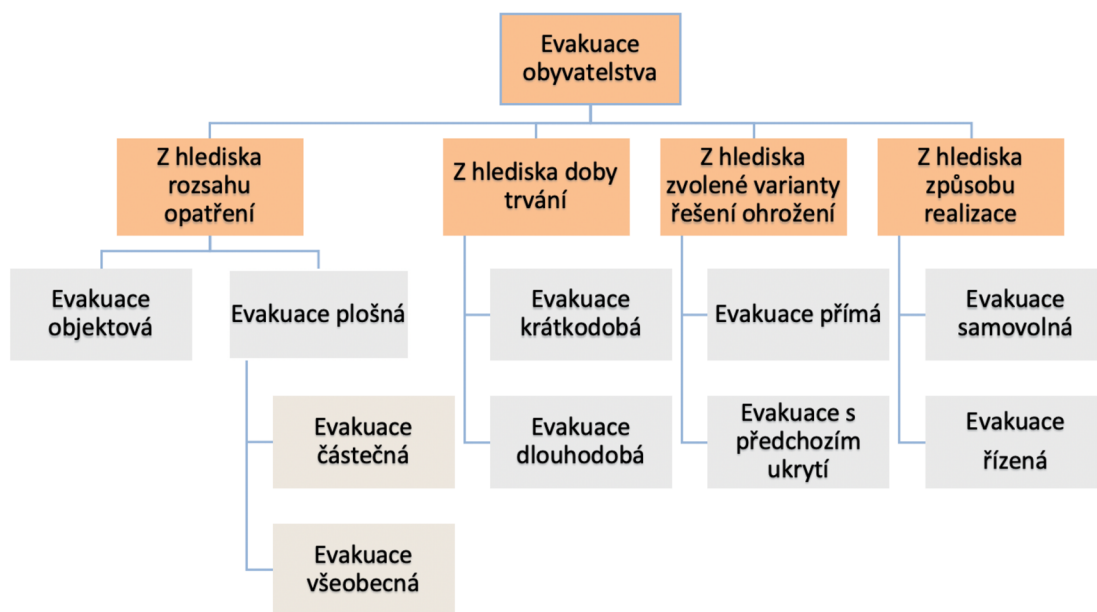 Evakuace
obyvatelstva
Z hlediska
rozsahu
opatření
Z hlediska doby
trvání
Z hlediska
zvolené varianty
řešení ohrožení
Z hlediska
způsobu
realizace
Evakuace
objektová
Evakuace plošná
Evakuace
krátkodobá
Evakuace přímá
Evakuace
samovolná
Evakuace
částečná
Evakuace
dlouhodobá
Evakuace s
předchozím
ukrytí
Evakuace
řízená
Evakuace
všeobecná